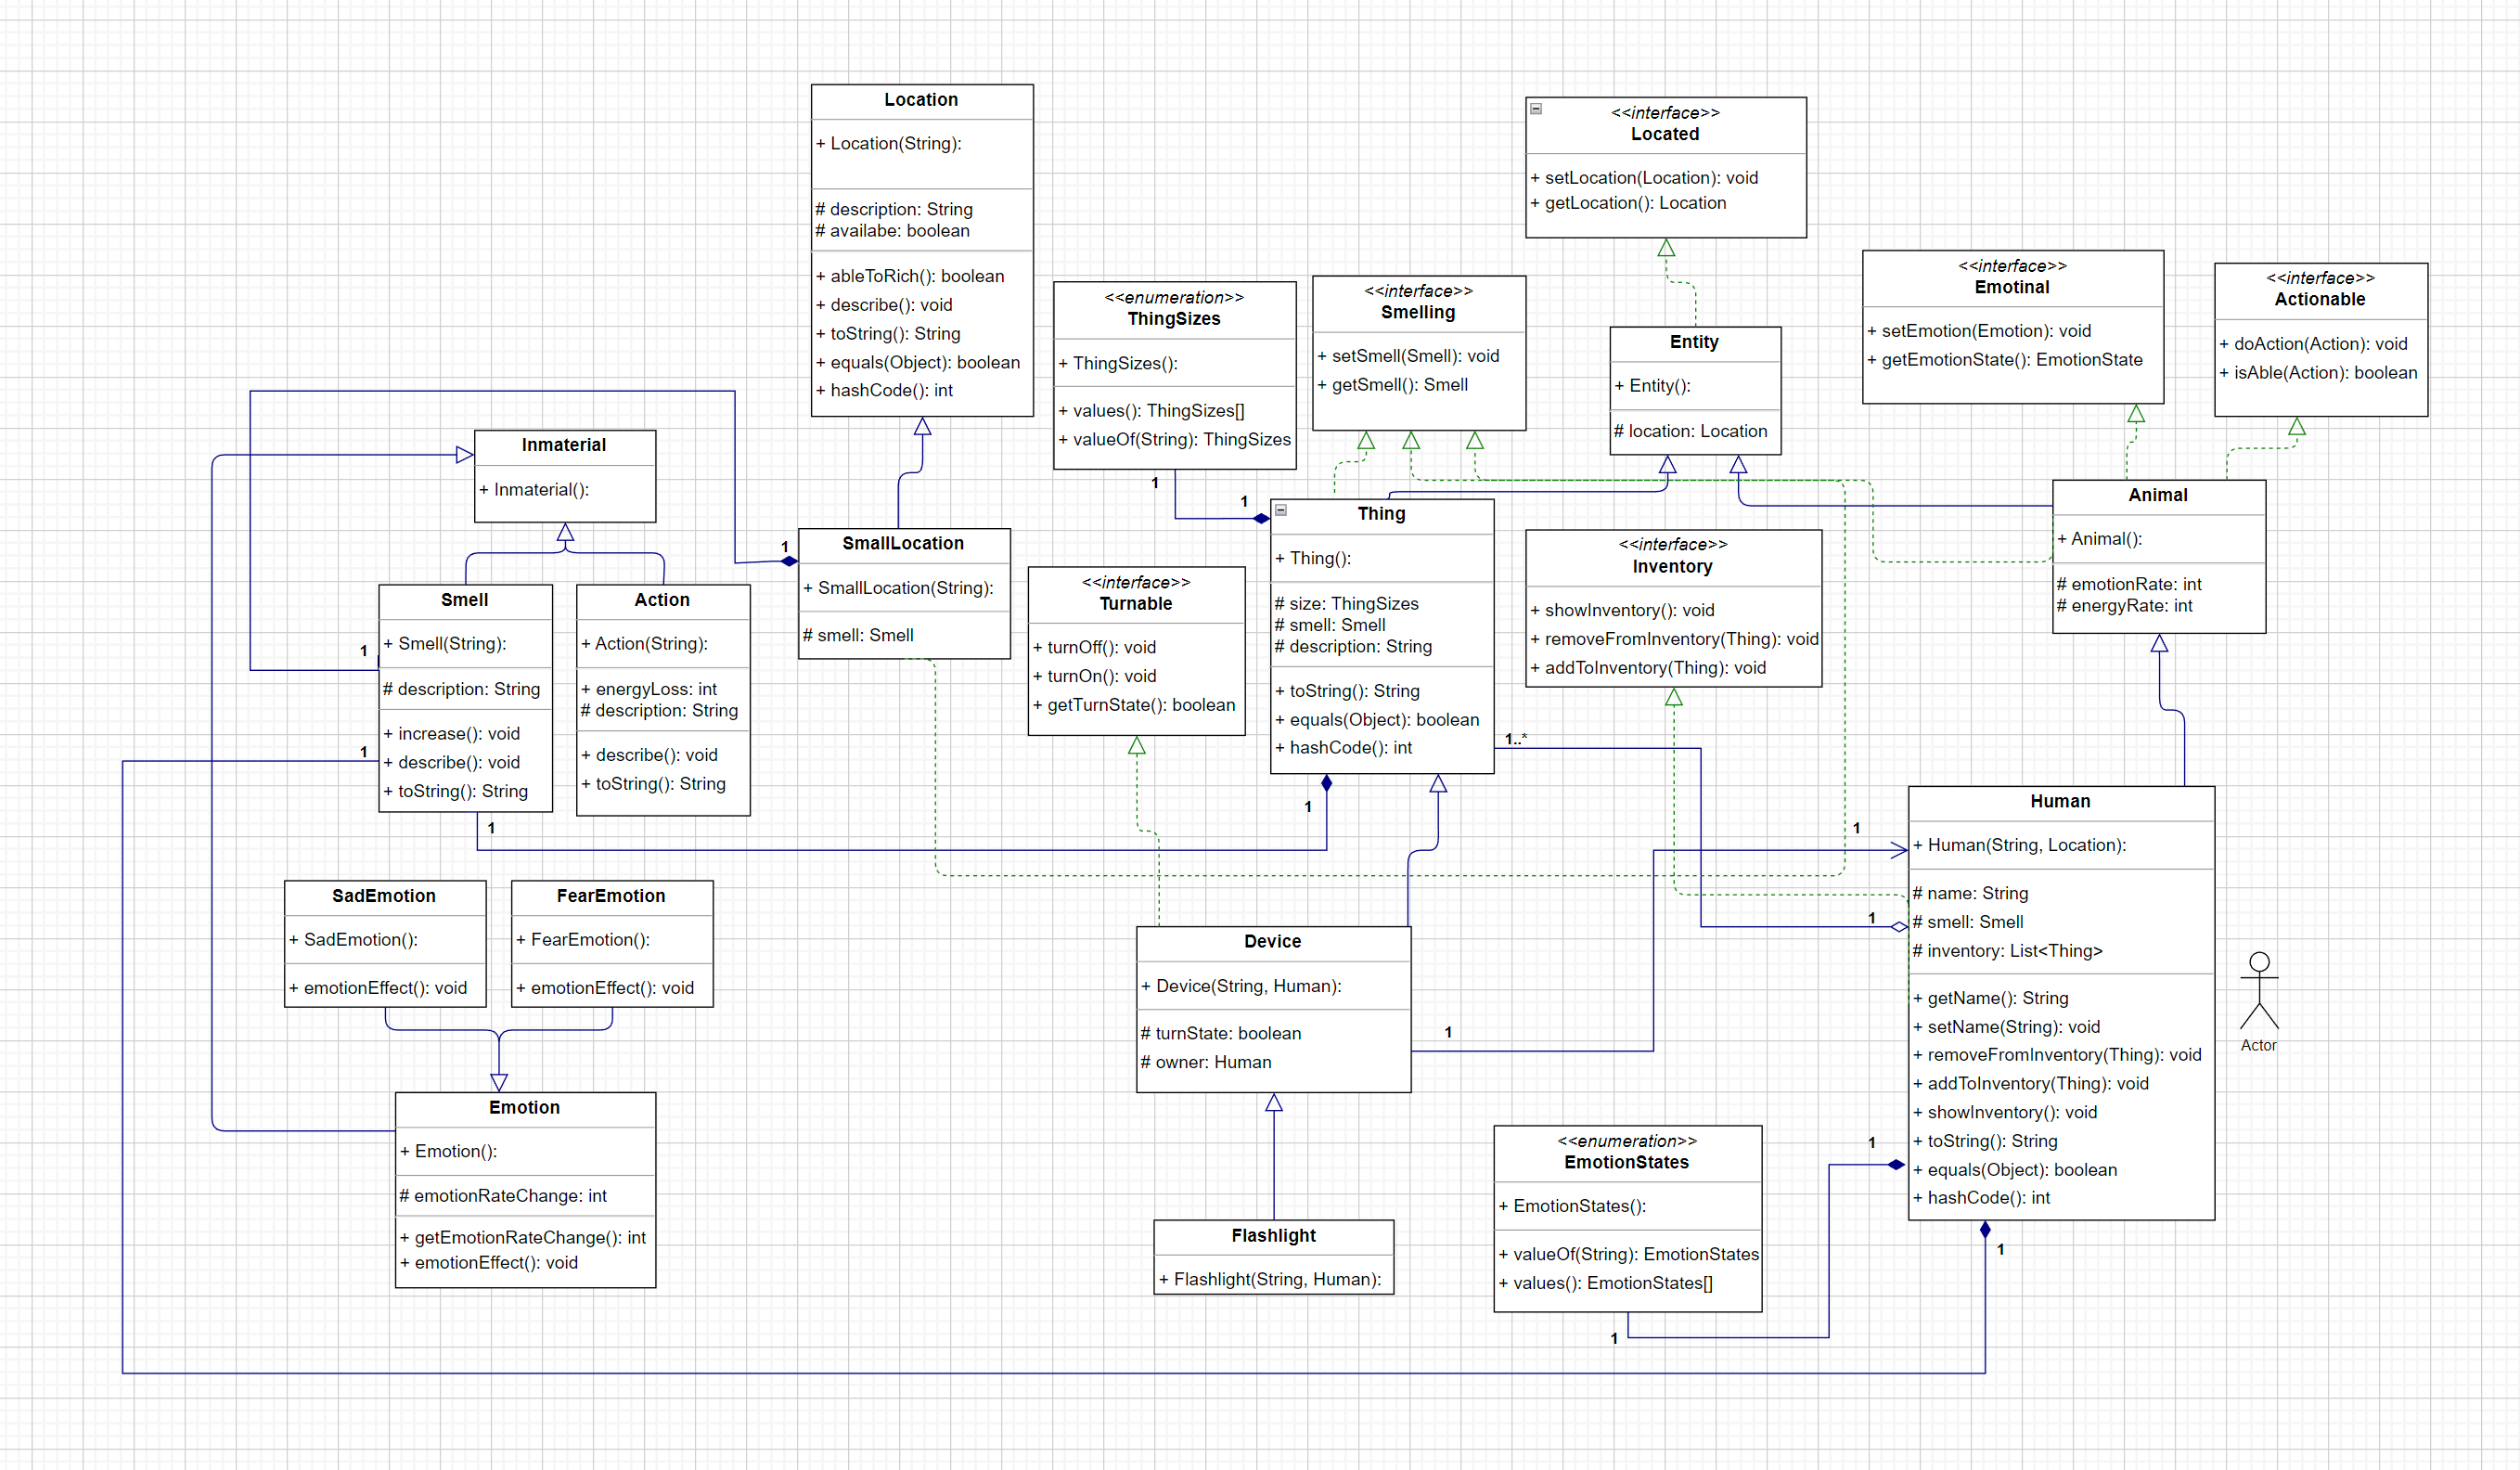 Location
+ Location(String):
# description: String
# availabe: boolean
+ ableToRich(): boolean
+ describe(): void
+ toString(): String
+ equals(Object): boolean
+ hashCode(): int
<<interface>>
Located
+ setLocation(Location): void
+ getLocation(): Location
<<enumeration>>
ThingSizes
+ ThingSizes():
+ values(): ThingSizes[]
+ valueOf(String): ThingSizes
1
1
<<interface>>
Smelling
+ setSmell(Smell): void
+ getSmell(): Smell
Entity
+ Entity():
# location: Location
<<interface>>
Emotinal
+ setEmotion(Emotion): void
+ getEmotionState(): EmotionState
<<interface>>
Actionable
+ doAction(Action): void
+ isAble(Action): boolean
Inmaterial
+ Inmaterial():
1
SmallLocation
+ SmallLocation(String):
# smell: Smell
Thing
+ Thing():
# size: ThingSizes
# smell: Smell
# description: String
+ toString(): String
+ equals(Object): boolean
+ hashCode(): int
1..*
1
Animal
+ Animal():
# emotionRate: int
# energyRate: int
<<interface>>
Inventory
+ showInventory(): void
+ removeFromInventory(Thing): void
+ addToInventory(Thing): void
<<interface>>
Turnable
+ turnOff(): void
+ turnOn(): void
+ getTurnState(): boolean
Smell
+ Smell(String):
# description: String
+ increase(): void
+ describe(): void
+ toString(): String
1
1
1
Action
+ Action(String):
+ energyLoss: int
# description: String
+ describe(): void
+ toString(): String
SadEmotion
+ SadEmotion():
+ emotionEffect(): void
FearEmotion
+ FearEmotion():
+ emotionEffect(): void
Emotion
+ Emotion():
# emotionRateChange: int
+ getEmotionRateChange(): int
+ emotionEffect(): void
Device
+ Device(String, Human):
# turnState: boolean
# owner: Human
1
Flashlight
+ Flashlight(String, Human):
<<enumeration>>
EmotionStates
+ EmotionStates():
+ valueOf(String): EmotionStates
+ values(): EmotionStates[]
1
1
1
1
Human
+ Human(String, Location):
# name: String
# smell: Smell
# inventory: List<Thing>
+ getName(): String
+ setName(String): void
+ removeFromInventory(Thing): void
+ addToInventory(Thing): void
+ showInventory(): void
+ toString(): String
+ equals(Object): boolean
+ hashCode(): int
1
Actor